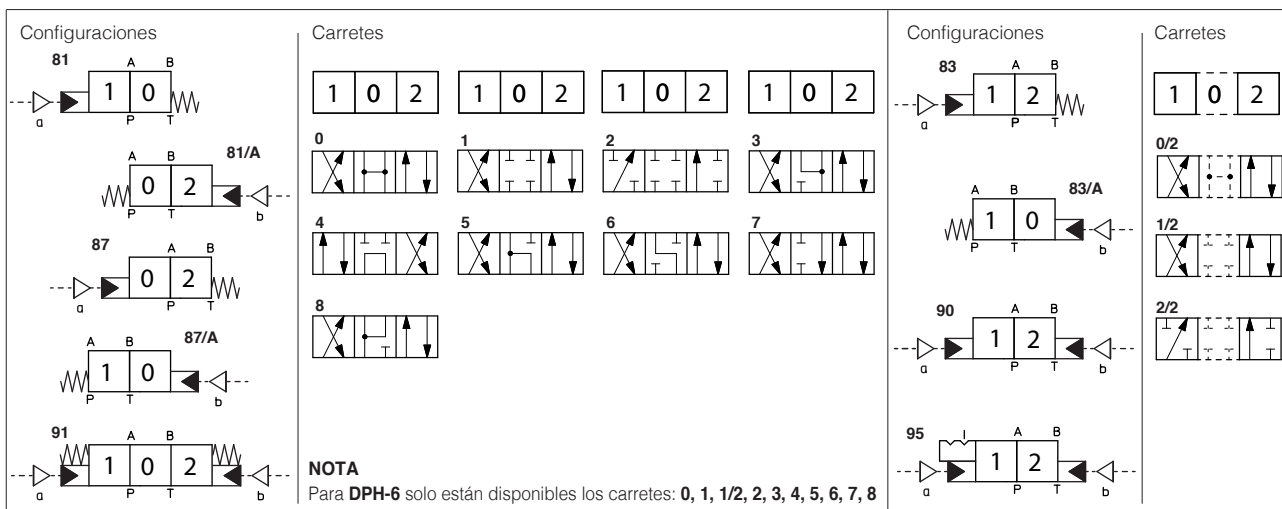 Configuraciones
81
A B
1 0
a
P T
A B
81/A
0 2
P T
b
87
A B
0 2
a
P T
87/A
A B
1 0
P T
b
91
A B
1 0 2
a
P T
b
Carretes
1 0 2
1 0 2
1 0 2
1 0 2
0
1
2
3
4
5
6
7
8
NOTA
Para DPH-6 solo están disponibles los carretes: 0, 1, 1/2, 2, 3, 4, 5, 6, 7, 8
Configuraciones
83
A B
1 2
a
P T
A B
83/A
1 0
P T
b
90
A B
1 2
a
P T
b
95
A B
1 2
a
P T
b
Carretes
1 0 2
0/2
1/2
2/2